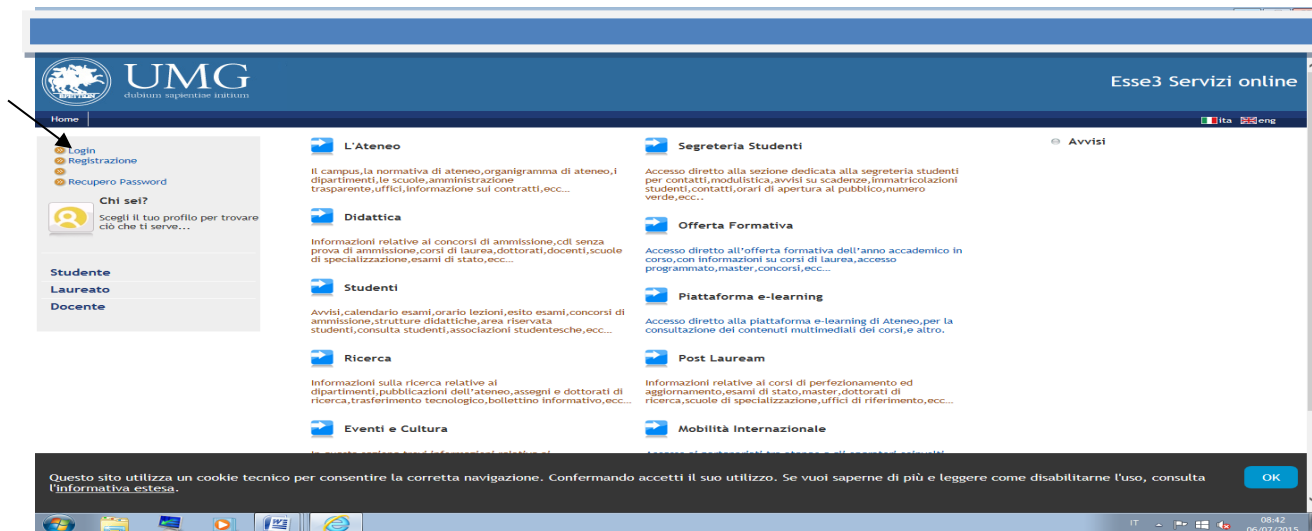 UMG
dubium sapientiae initium
Esse3 Servizi online
Home
ita eng
Login
Registrazione
Recupero Password
Chi sei?
Scegli il tuo profilo per trovare
ciò che ti serve...
Studente
Laureato
Docente
L'Ateneo
Il campus,la normativa di ateneo,organigramma di ateneo,i
dipartimenti,le scuole,amministrazione
trasparente,uffici,informazione sui contratti,ecc...
Didattica
Informazioni relative ai concorsi di ammissione,cdl senza
prova di ammissione,corsi di laurea,dottorati,docenti,scuole
di specializzazione,esami di stato,ecc...
Studenti
Avvisi,calendario esami,orario lezioni,esito esami,concorsi di
ammissione,strutture didattiche,area riservata
studenti,consulta studenti,associazioni studentesche,ecc...
Ricerca
Informazioni sulla ricerca relative ai
dipartimenti,pubblicazioni dell'ateneo,assegni e dottorati di
ricerca,trasferimento tecnologico,bollettino informativo,ecc...
Eventi e Cultura
Segreteria Studenti
Accesso diretto alla sezione dedicata alla segreteria studenti
per contatti,modulistica,avvisi su scadenze,immatricolazioni
studenti,contatti,orari di apertura al pubblico,numero
verde,ecc..
Offerta Formativa
Accesso diretto all'offerta formativa dell'anno accademico in
corso,con informazioni su corsi di laurea,accesso
programmato,master,concorsi,ecc...
Piattaforma e-learning
Accesso diretto alla piattaforma e-learning di Ateneo,per la
consultazione dei contenuti multimediali dei corsi,e altro.
Post Lauream
Informazioni relative ai corsi di perfezionamento ed
aggiornamento,esami di stato,master,dottorati di
ricerca,scuole di specializzazione,uffici di riferimento,ecc...
Mobilità Internazionale
Avvisi
Questo sito utilizza un cookie tecnico per consentire la corretta navigazione. Confermando accetti il suo utilizzo. Se vuoi saperne di più e leggere come disabilitarne l'uso, consulta
l'informativa estesa.
OK
IT
08:42
06/07/2015